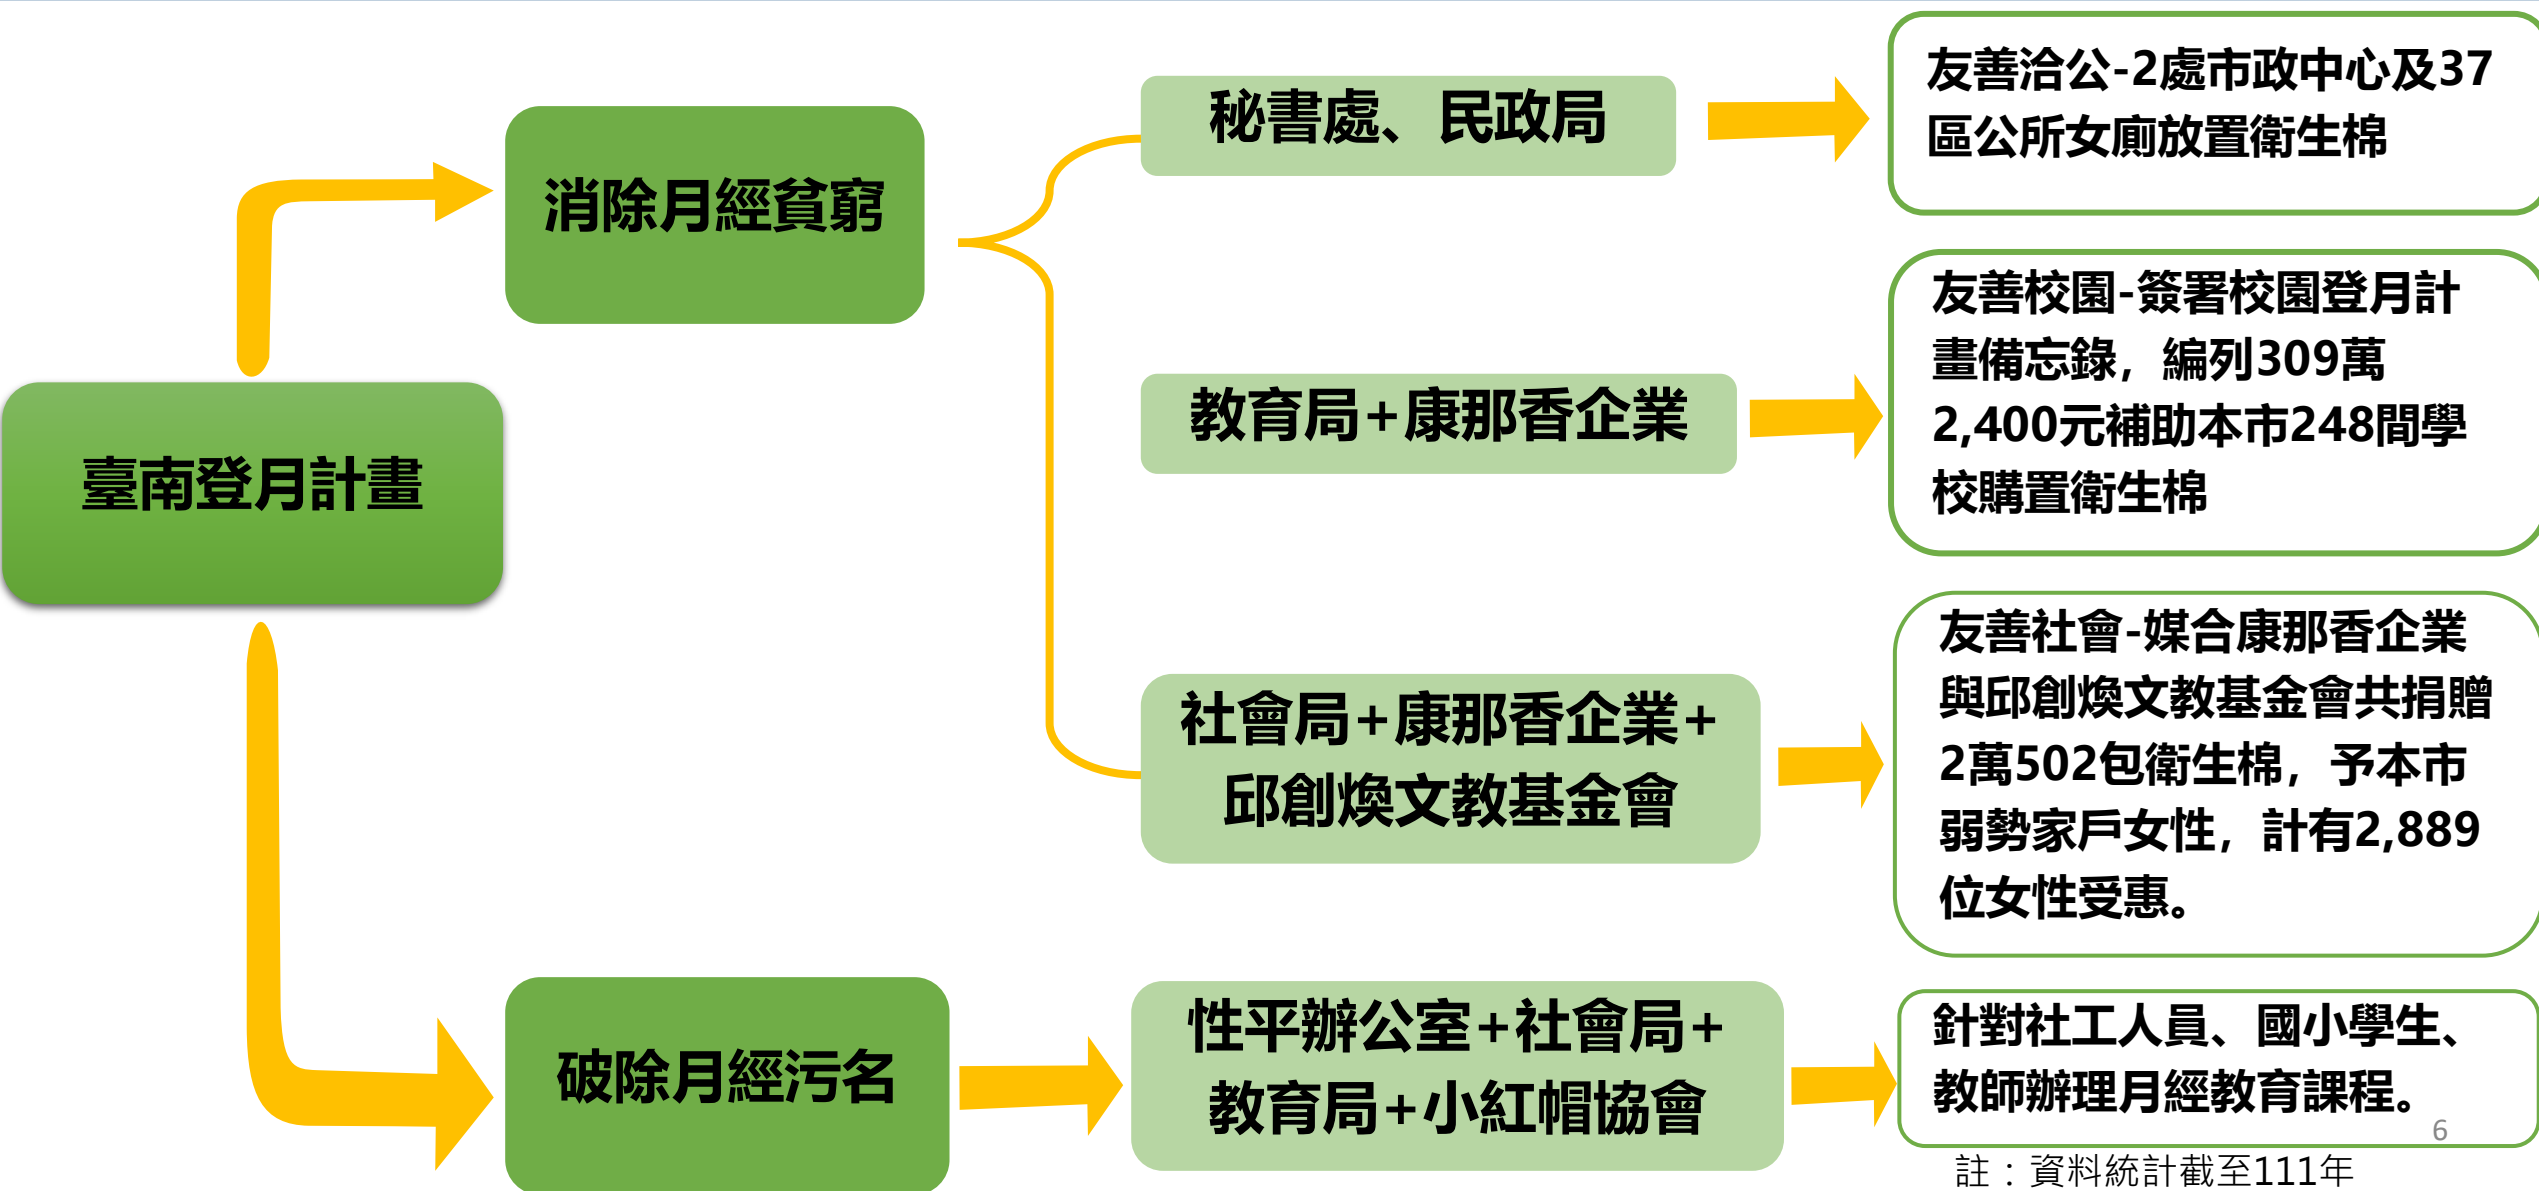 臺南登月計畫
消除月經貧窮
秘書處、民政局
友善洽公-2處市政中心及37
區公所女廁放置衛生棉
教育局+康那香企業
友善校園-簽署校園登月計
畫備忘錄，編列309萬
2,400元補助本市248間學
校購置衛生棉
社會局+康那香企業+
邱創煥文教基金會
友善社會-媒合康那香企業
與邱創煥文教基金會共捐贈
2萬502包衛生棉，予本市
弱勢家戶女性，計有2,889
位女性受惠。
破除月經污名
性平辦公室+社會局+
教育局+小紅帽協會
針對社工人員、國小學生、
教師辦理月經教育課程。
6
註：資料統計截至111年